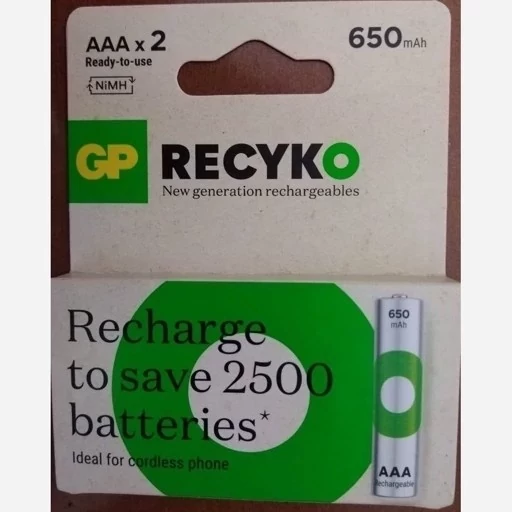 AAA x 2
650mAh
Ready-to-use
NiMH
GP RECYKO
New generation rechargeables
Recharge
to save 2500
batteries*
Ideal for cordless phone
650
mAh
AAA
Rechargeable